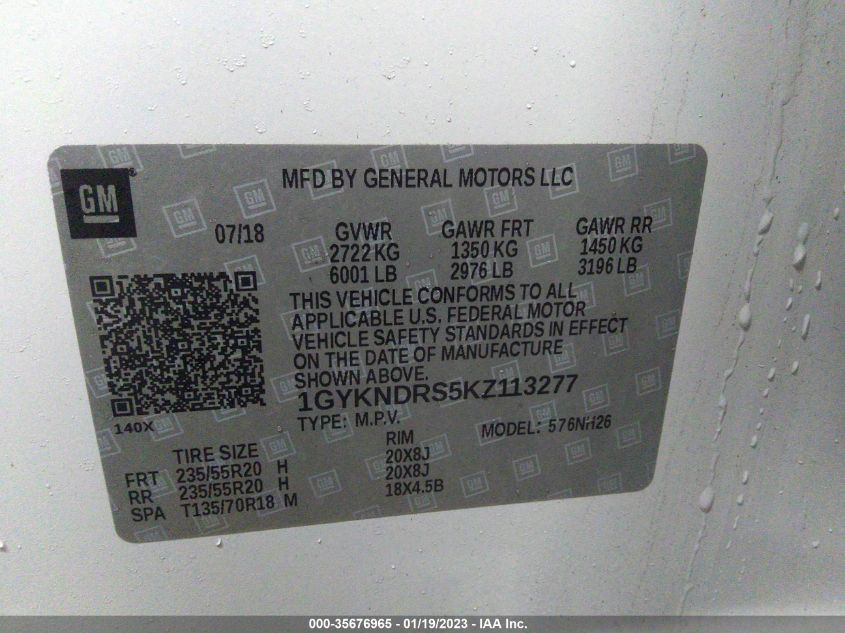 GM
MFD BY GENERAL MOTORS LLC
07/18 GVWR GAWR FRT GAWR RR
2722 KG 1350 KG 1450 KG
6001 LB 2976 LB 3196 LB
THIS VEHICLE CONFORMS TO ALL
APPLICABLE U.S. FEDERAL MOTOR
VEHICLE SAFETY STANDARDS IN EFFECT
ON THE DATE OF MANUFACTURE
SHOWN ABOVE.
1GYKNDRS5KZ113277
140X
TYPE: M.P.V. MODEL: 576NH26
TIRE SIZE RIM
FRT 235/55R20 H 20X8J
RR 235/55R20 H 20X8J
SPA T135/70R18 M 18X4.5B
000-35676965 - 01/19/2023 - IAA Inc.